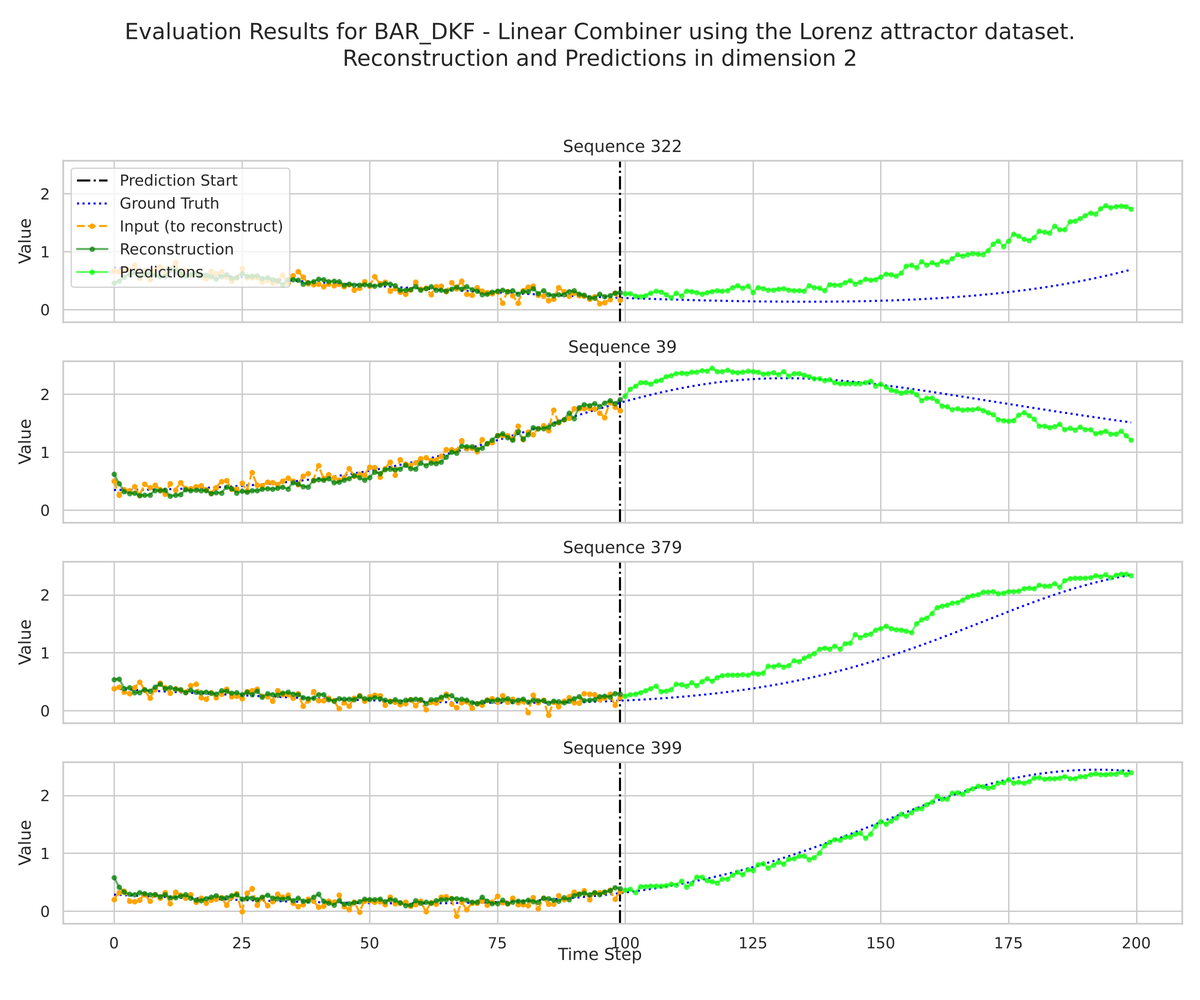 Evaluation Results for BAR_DKF - Linear Combiner using the Lorenz attractor dataset.
Reconstruction and Predictions in dimension 2
Sequence 322
Prediction Start
Ground Truth
Input (to reconstruct)
Reconstruction
Predictions
2
1
0
Value
Sequence 39
2
1
0
Value
Sequence 379
2
1
0
Value
Sequence 399
2
1
0
Value
0 25 50 75 100 125 150 175 200
Time Step